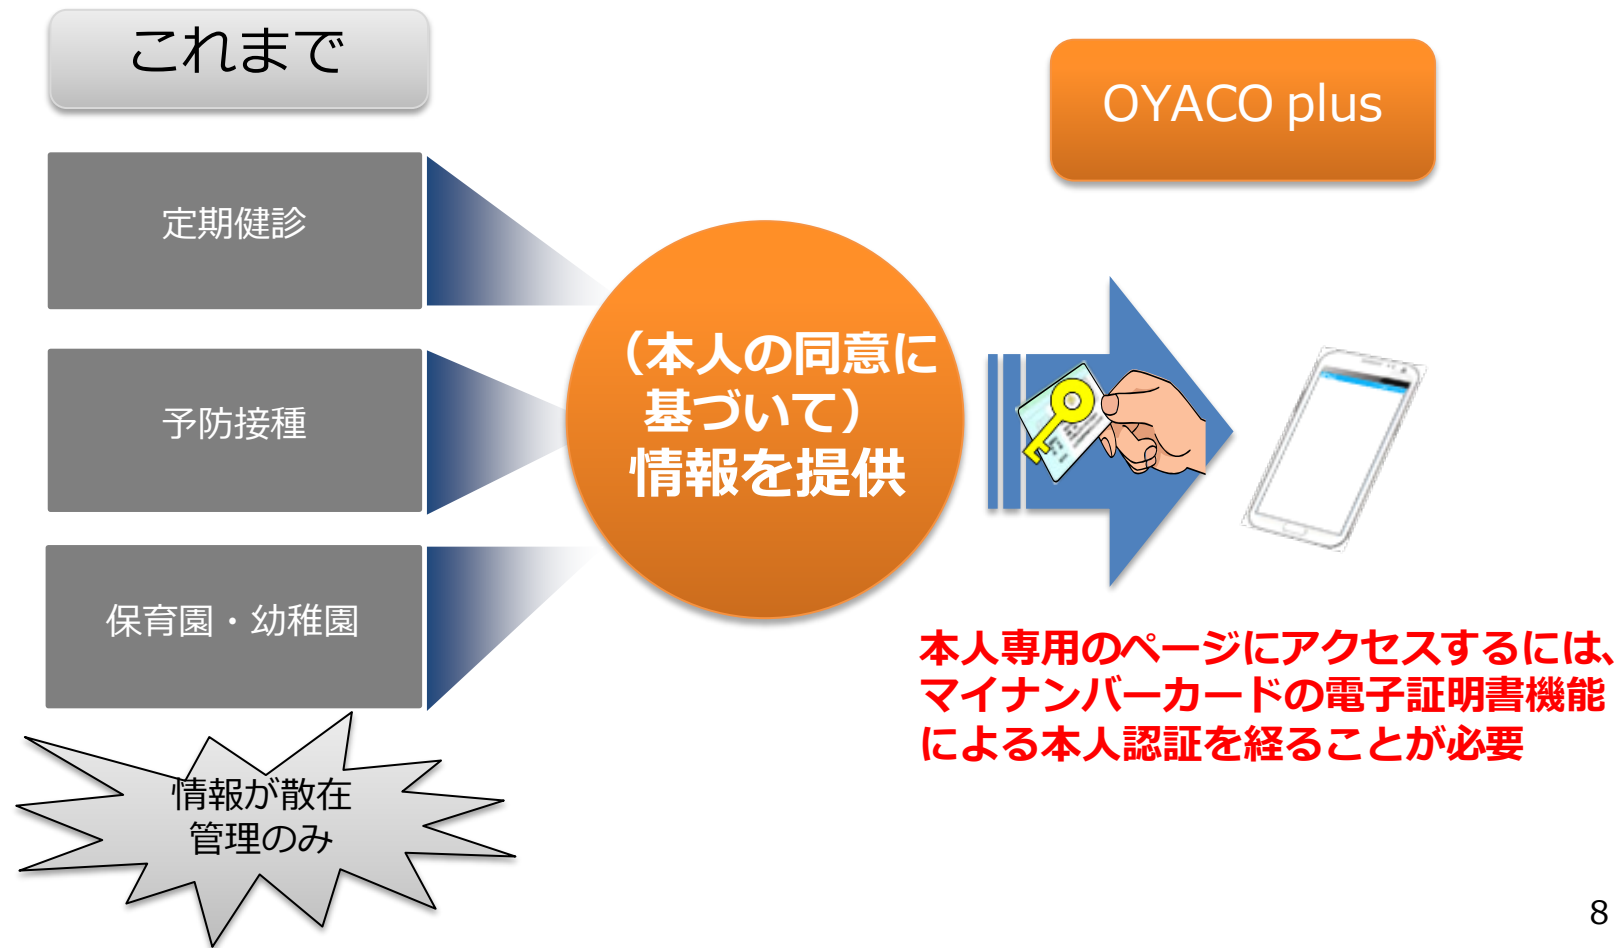 これまで
OYACO plus
定期健診
予防接種
保育園・幼稚園
（本人の同意に
基づいて）
情報を提供
本人専用のページにアクセスするには、
マイナンバーカードの電子証明書機能
による本人認証を経ることが必要
情報が散在
管理のみ
8